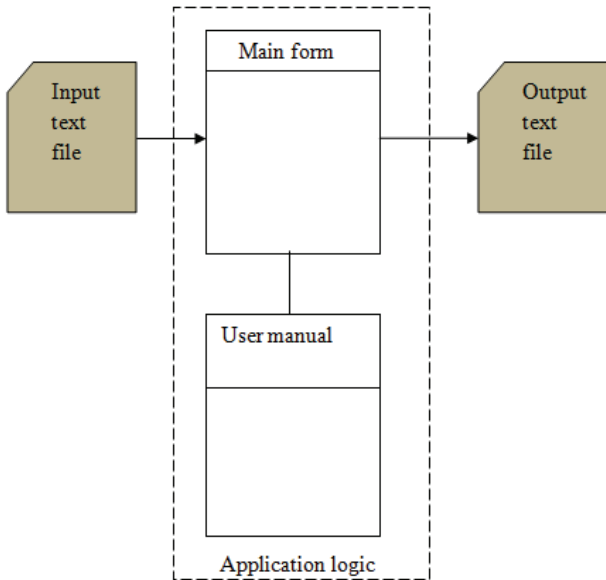 Main form
Input
text
file
Output
text
file
User manual
Application logic